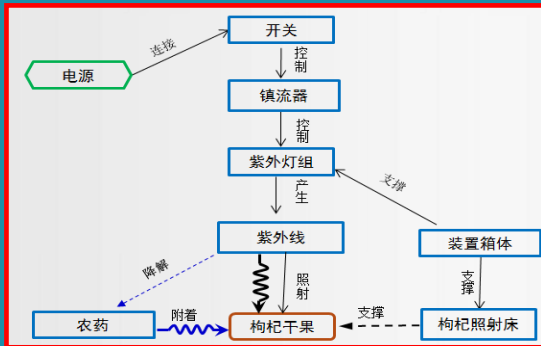 开关
连接
控制
电源
镇流器
控制
紫外灯组
支撑
产生
紫外线
装置箱体
降解
照射
支撑
农药
附着
枸杞干果
支撑
枸杞照射床